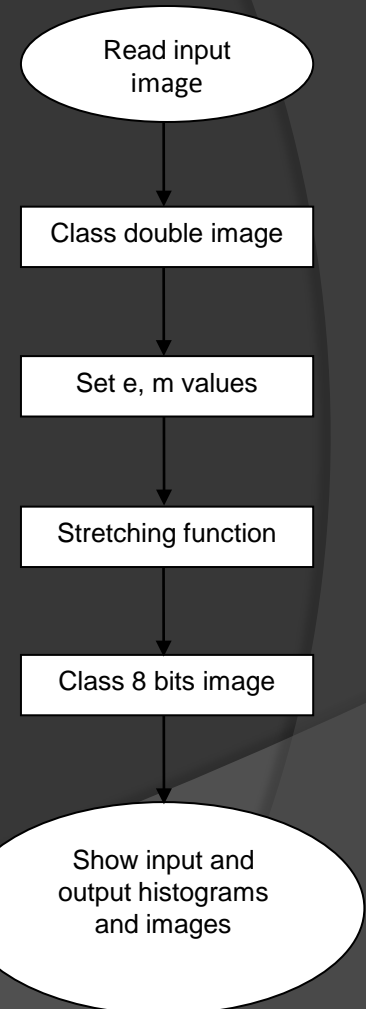 Read input
image
Class double image
Set e, m values
Stretching function
Class 8 bits image
Show input and
output histograms
and images